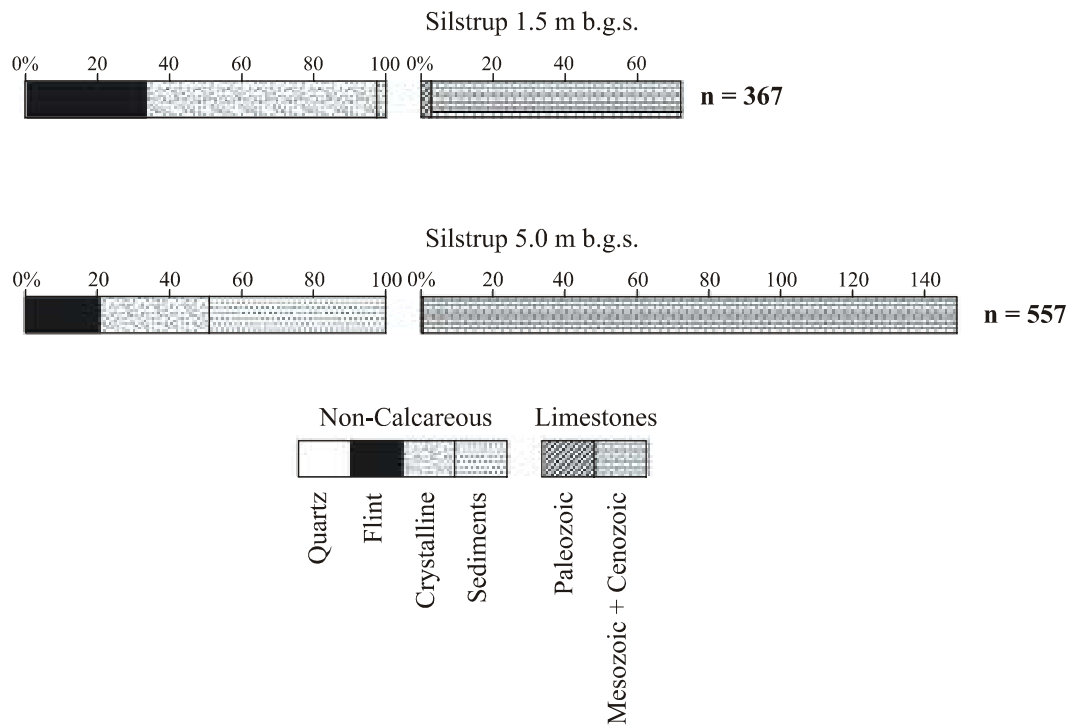 Silstrup 1.5 m b.g.s.
0% 20 40 60 80 100 0% 20 40 60
n = 367
Silstrup 5.0 m b.g.s.
0% 20 40 60 80 100 0% 20 40 60 80 100 120 140
n = 557
Non-Calcareous Limestones
Quartz
Flint
Crystalline
Sediments
Paleozoic
Mesozoic + Cenozoic